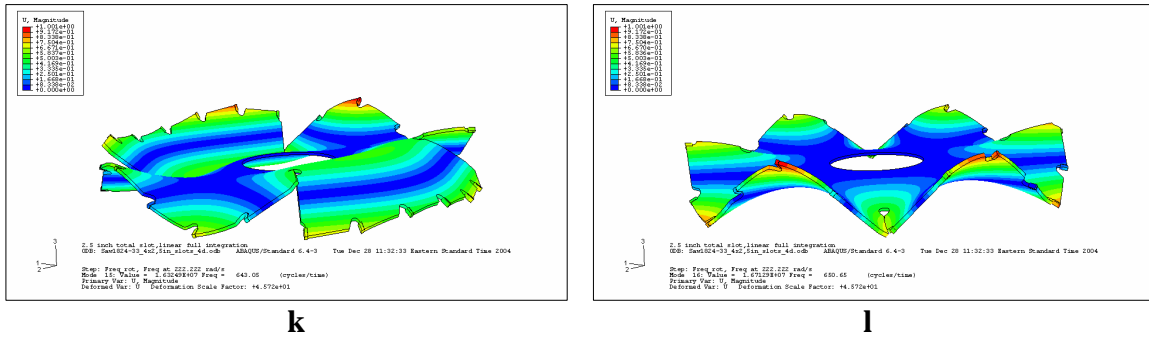 U, Magnitude
+1.001e+00
+9.172e-01
+8.338e-01
+7.504e-01
+6.671e-01
+5.837e-01
+5.003e-01
+4.169e-01
+3.335e-01
+2.501e-01
+1.668e-01
+8.338e-02
+0.000e+00
3
1
2
2.5 inch total slot,linear full integration
ODB: Saw1824-33_4x2,5in_slots_4d.odb ABAQUS/Standard 6.4-3 Tue Dec 28 11:32:33 Eastern Standard Time 2004
Step: Freq_rot, Freq at 222.222 rad/s
Mode 15: Value = 1.63249E+07 Freq = 643.05 (cycles/time)
Primary Var: U, Magnitude
Deformed Var: U Deformation Scale Factor: +4.572e+01
k
U, Magnitude
+1.001e+00
+9.172e-01
+8.338e-01
+7.504e-01
+6.670e-01
+5.836e-01
+5.003e-01
+4.169e-01
+3.335e-01
+2.501e-01
+1.668e-01
+8.338e-02
+0.000e+00
3
1
2
2.5 inch total slot,linear full integration
ODB: Saw1824-33_4x2,5in_slots_4d.odb ABAQUS/Standard 6.4-3 Tue Dec 28 11:32:33 Eastern Standard Time 2004
Step: Freq_rot, Freq at 222.222 rad/s
Mode 16: Value = 1.67129E+07 Freq = 650.65 (cycles/time)
Primary Var: U, Magnitude
Deformed Var: U Deformation Scale Factor: +4.572e+01
l